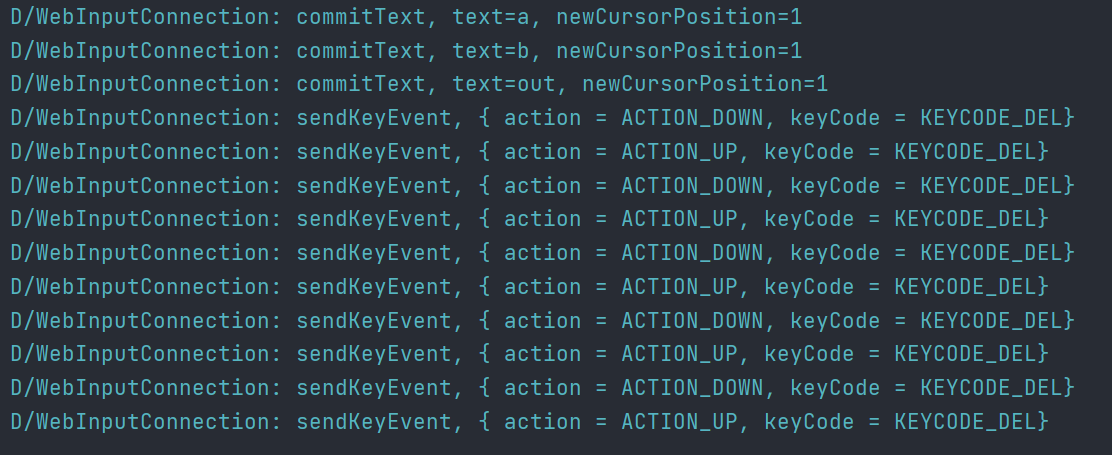 D/WebInputConnection: commitText, text=a, newCursorPosition=1
D/WebInputConnection: commitText, text=b, newCursorPosition=1
D/WebInputConnection: commitText, text=out, newCursorPosition=1
D/WebInputConnection: sendKeyEvent, { action = ACTION_DOWN, keyCode = KEYCODE_DEL}
D/WebInputConnection: sendKeyEvent, { action = ACTION_UP, keyCode = KEYCODE_DEL}
D/WebInputConnection: sendKeyEvent, { action = ACTION_DOWN, keyCode = KEYCODE_DEL}
D/WebInputConnection: sendKeyEvent, { action = ACTION_UP, keyCode = KEYCODE_DEL}
D/WebInputConnection: sendKeyEvent, { action = ACTION_DOWN, keyCode = KEYCODE_DEL}
D/WebInputConnection: sendKeyEvent, { action = ACTION_UP, keyCode = KEYCODE_DEL}
D/WebInputConnection: sendKeyEvent, { action = ACTION_DOWN, keyCode = KEYCODE_DEL}
D/WebInputConnection: sendKeyEvent, { action = ACTION_UP, keyCode = KEYCODE_DEL}
D/WebInputConnection: sendKeyEvent, { action = ACTION_DOWN, keyCode = KEYCODE_DEL}
D/WebInputConnection: sendKeyEvent, { action = ACTION_UP, keyCode = KEYCODE_DEL}